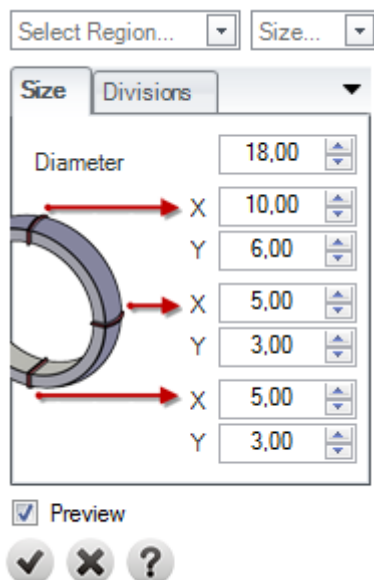 Select Region... Size...
Size Divisions
Diameter 18,00
X 10,00
Y 6,00
X 5,00
Y 3,00
X 5,00
Y 3,00
Preview
?